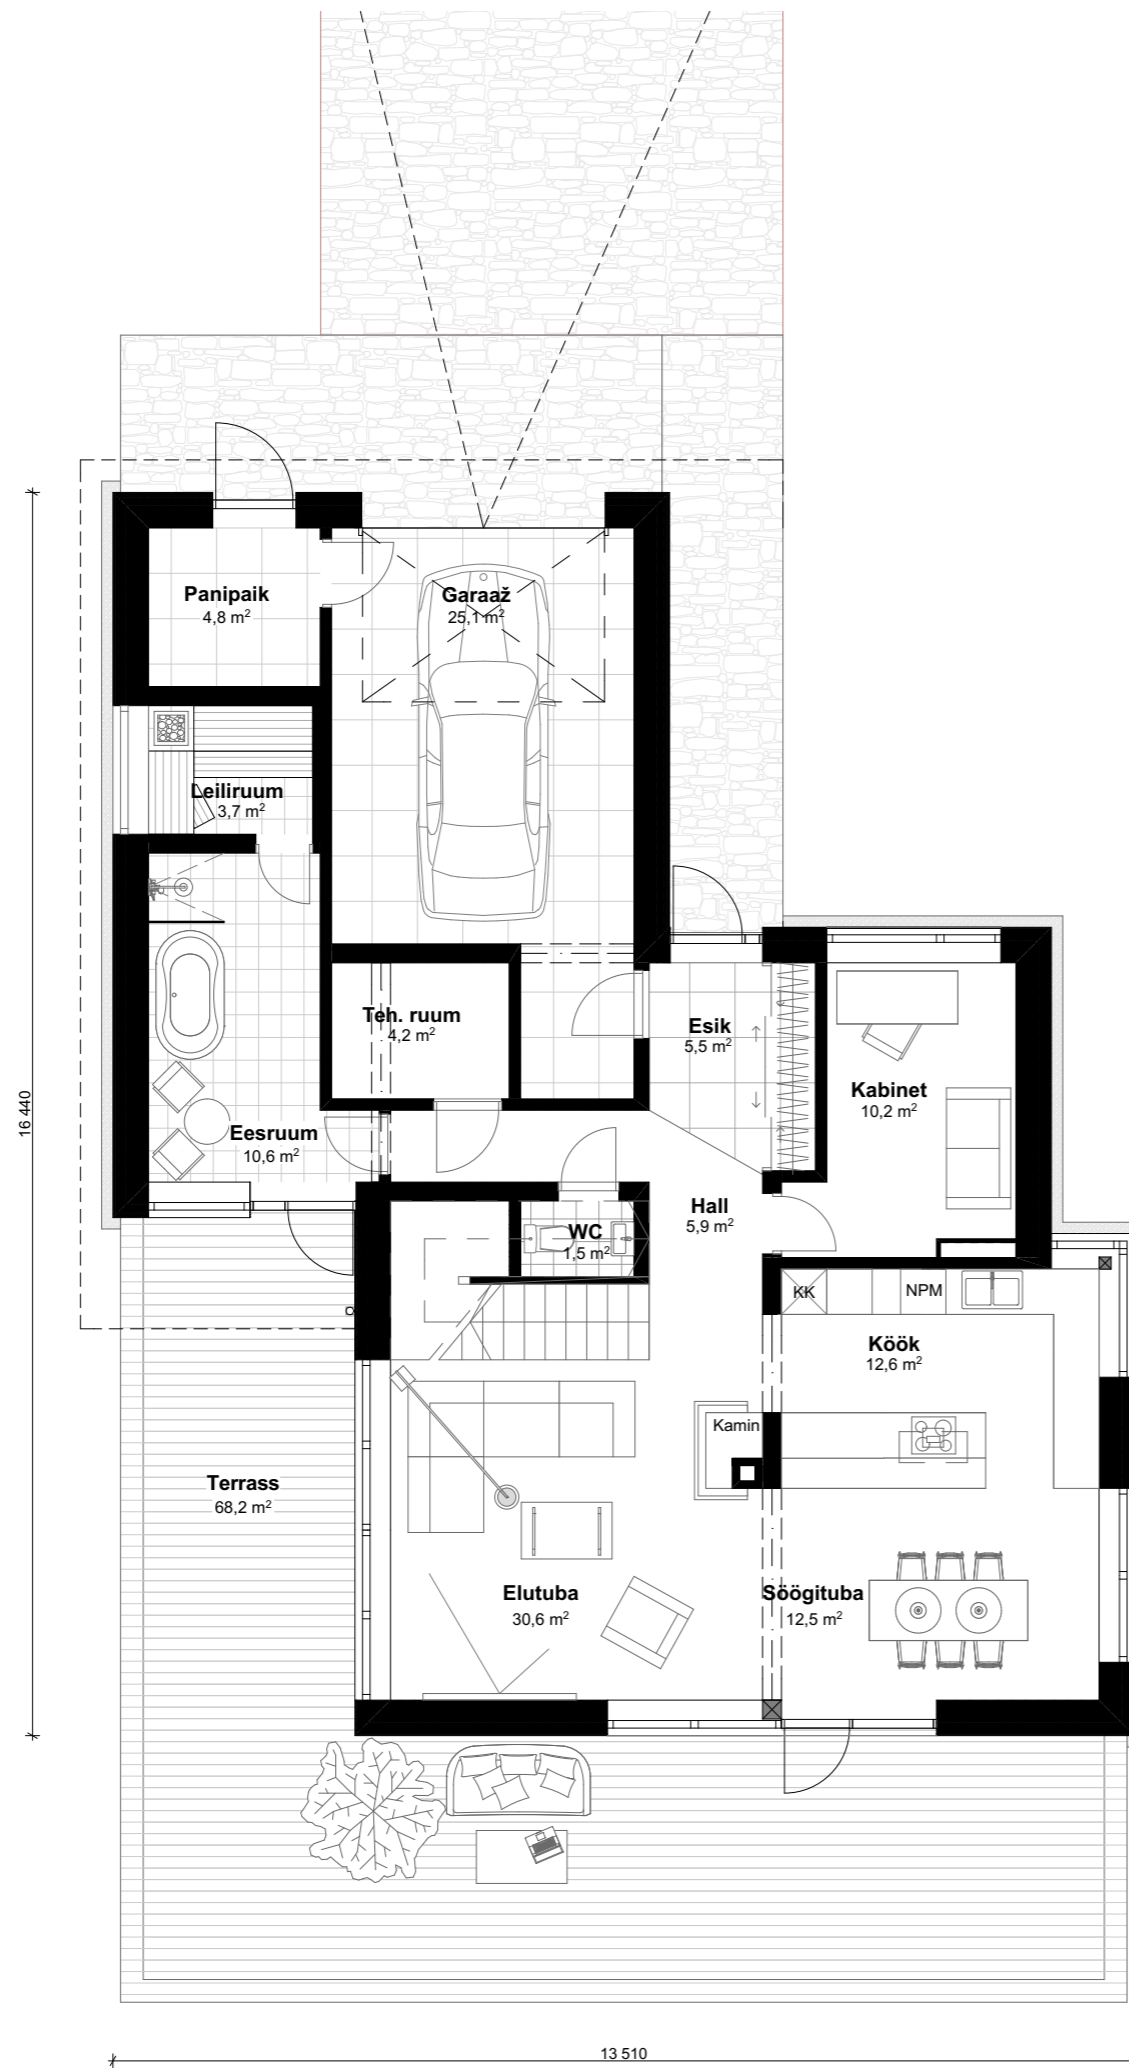 Panipaik
4,8 m²
Garaaž
25,1 m²
Leiliruum
3,7 m²
Teh. ruum
4,2 m²
Esik
5,5 m²
Kabinet
10,2 m²
16 440
Eesruum
10,6 m²
Hall
5,9 m²
WC
1,5 m²
KK
NPM
Köök
12,6 m²
Kamin
Terrass
68,2 m²
Elutuba
30,6 m²
Söögituba
12,5 m²
13 510